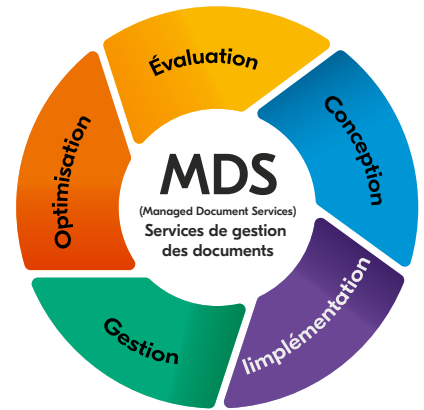 Évaluation
Conception
Iimplémentation
Gestion
Optimisation
MDS
(Managed Document Services)
Services de gestion
des documents